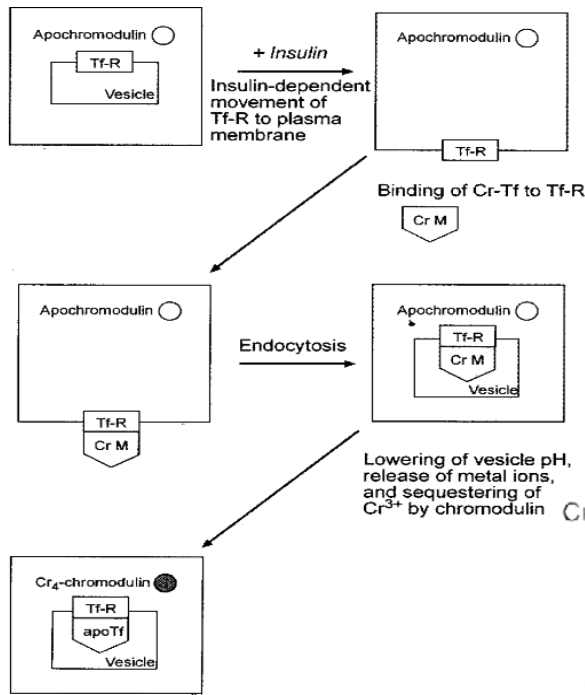 Apochromodulin
Tf-R
Vesicle
+ Insulin
Insulin-dependent
movement of
Tf-R to plasma
membrane
Apochromodulin
Tf-R
Binding of Cr-Tf to Tf-R
Cr M
Apochromodulin
Tf-R
Cr M
Endocytosis
Apochromodulin
Tf-R
Cr M
Vesicle
Lowering of vesicle pH,
release of metal ions,
and sequestering of
Cr³⁺ by chromodulin
Cr
Cr₄-chromodulin
Tf-R
apoTf
Vesicle